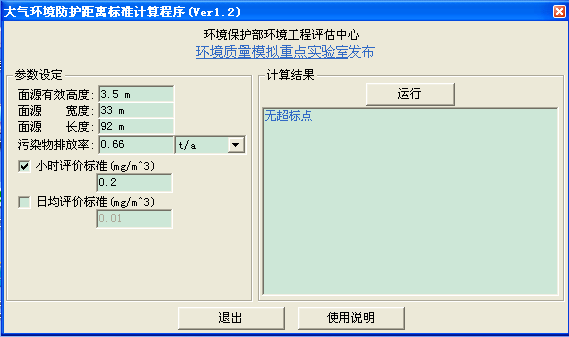 大气环境防护距离标准计算程序(Ver1.2)
环境保护部环境工程评估中心
环境质量模拟重点实验室发布
参数设定
面源有效高度: 3.5 m
面源 宽度: 33 m
面源 长度: 92 m
污染物排放率: 0.66 t/a
小时评价标准(mg/m^3)
0.2
日均评价标准(mg/m^3)
0.01
计算结果
运行
无超标点
退出 使用说明